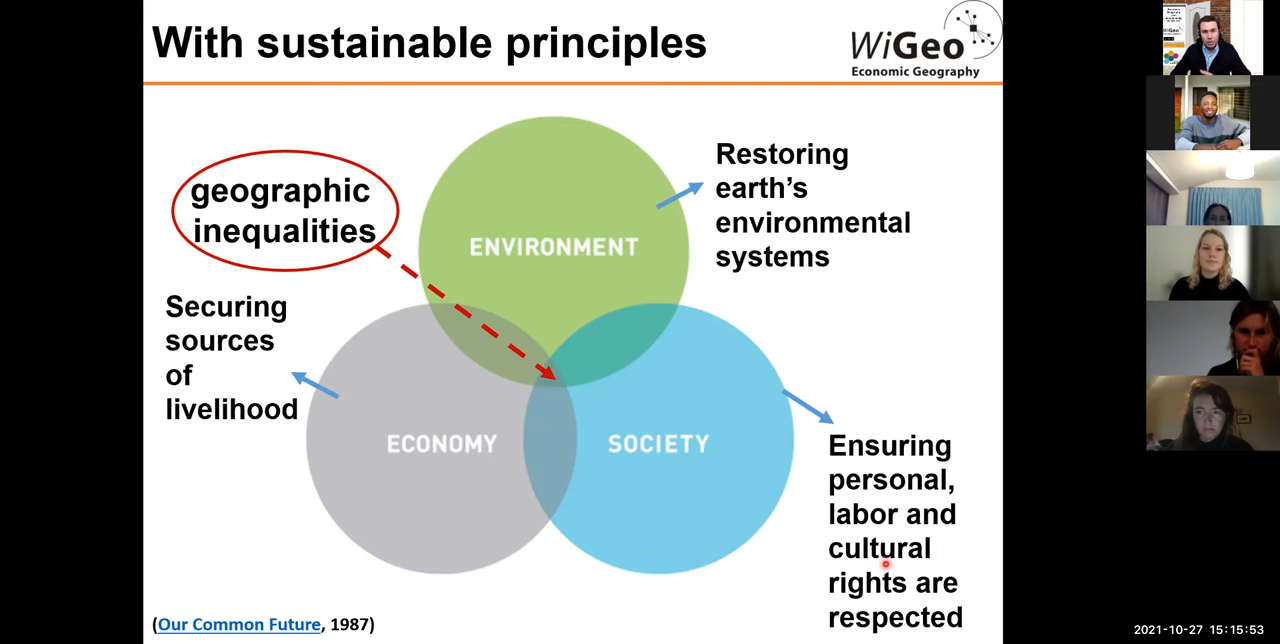 With sustainable principles
WiGeo
Economic Geography
geographic
inequalities
Restoring
earth's
environmental
systems
ENVIRONMENT
Securing
sources
of
livelihood
ECONOMY
SOCIETY
Ensuring
personal,
labor and
cultural
rights are
respected
(Our Common Future, 1987)
WiGeo
2021-10-27 15:15:53